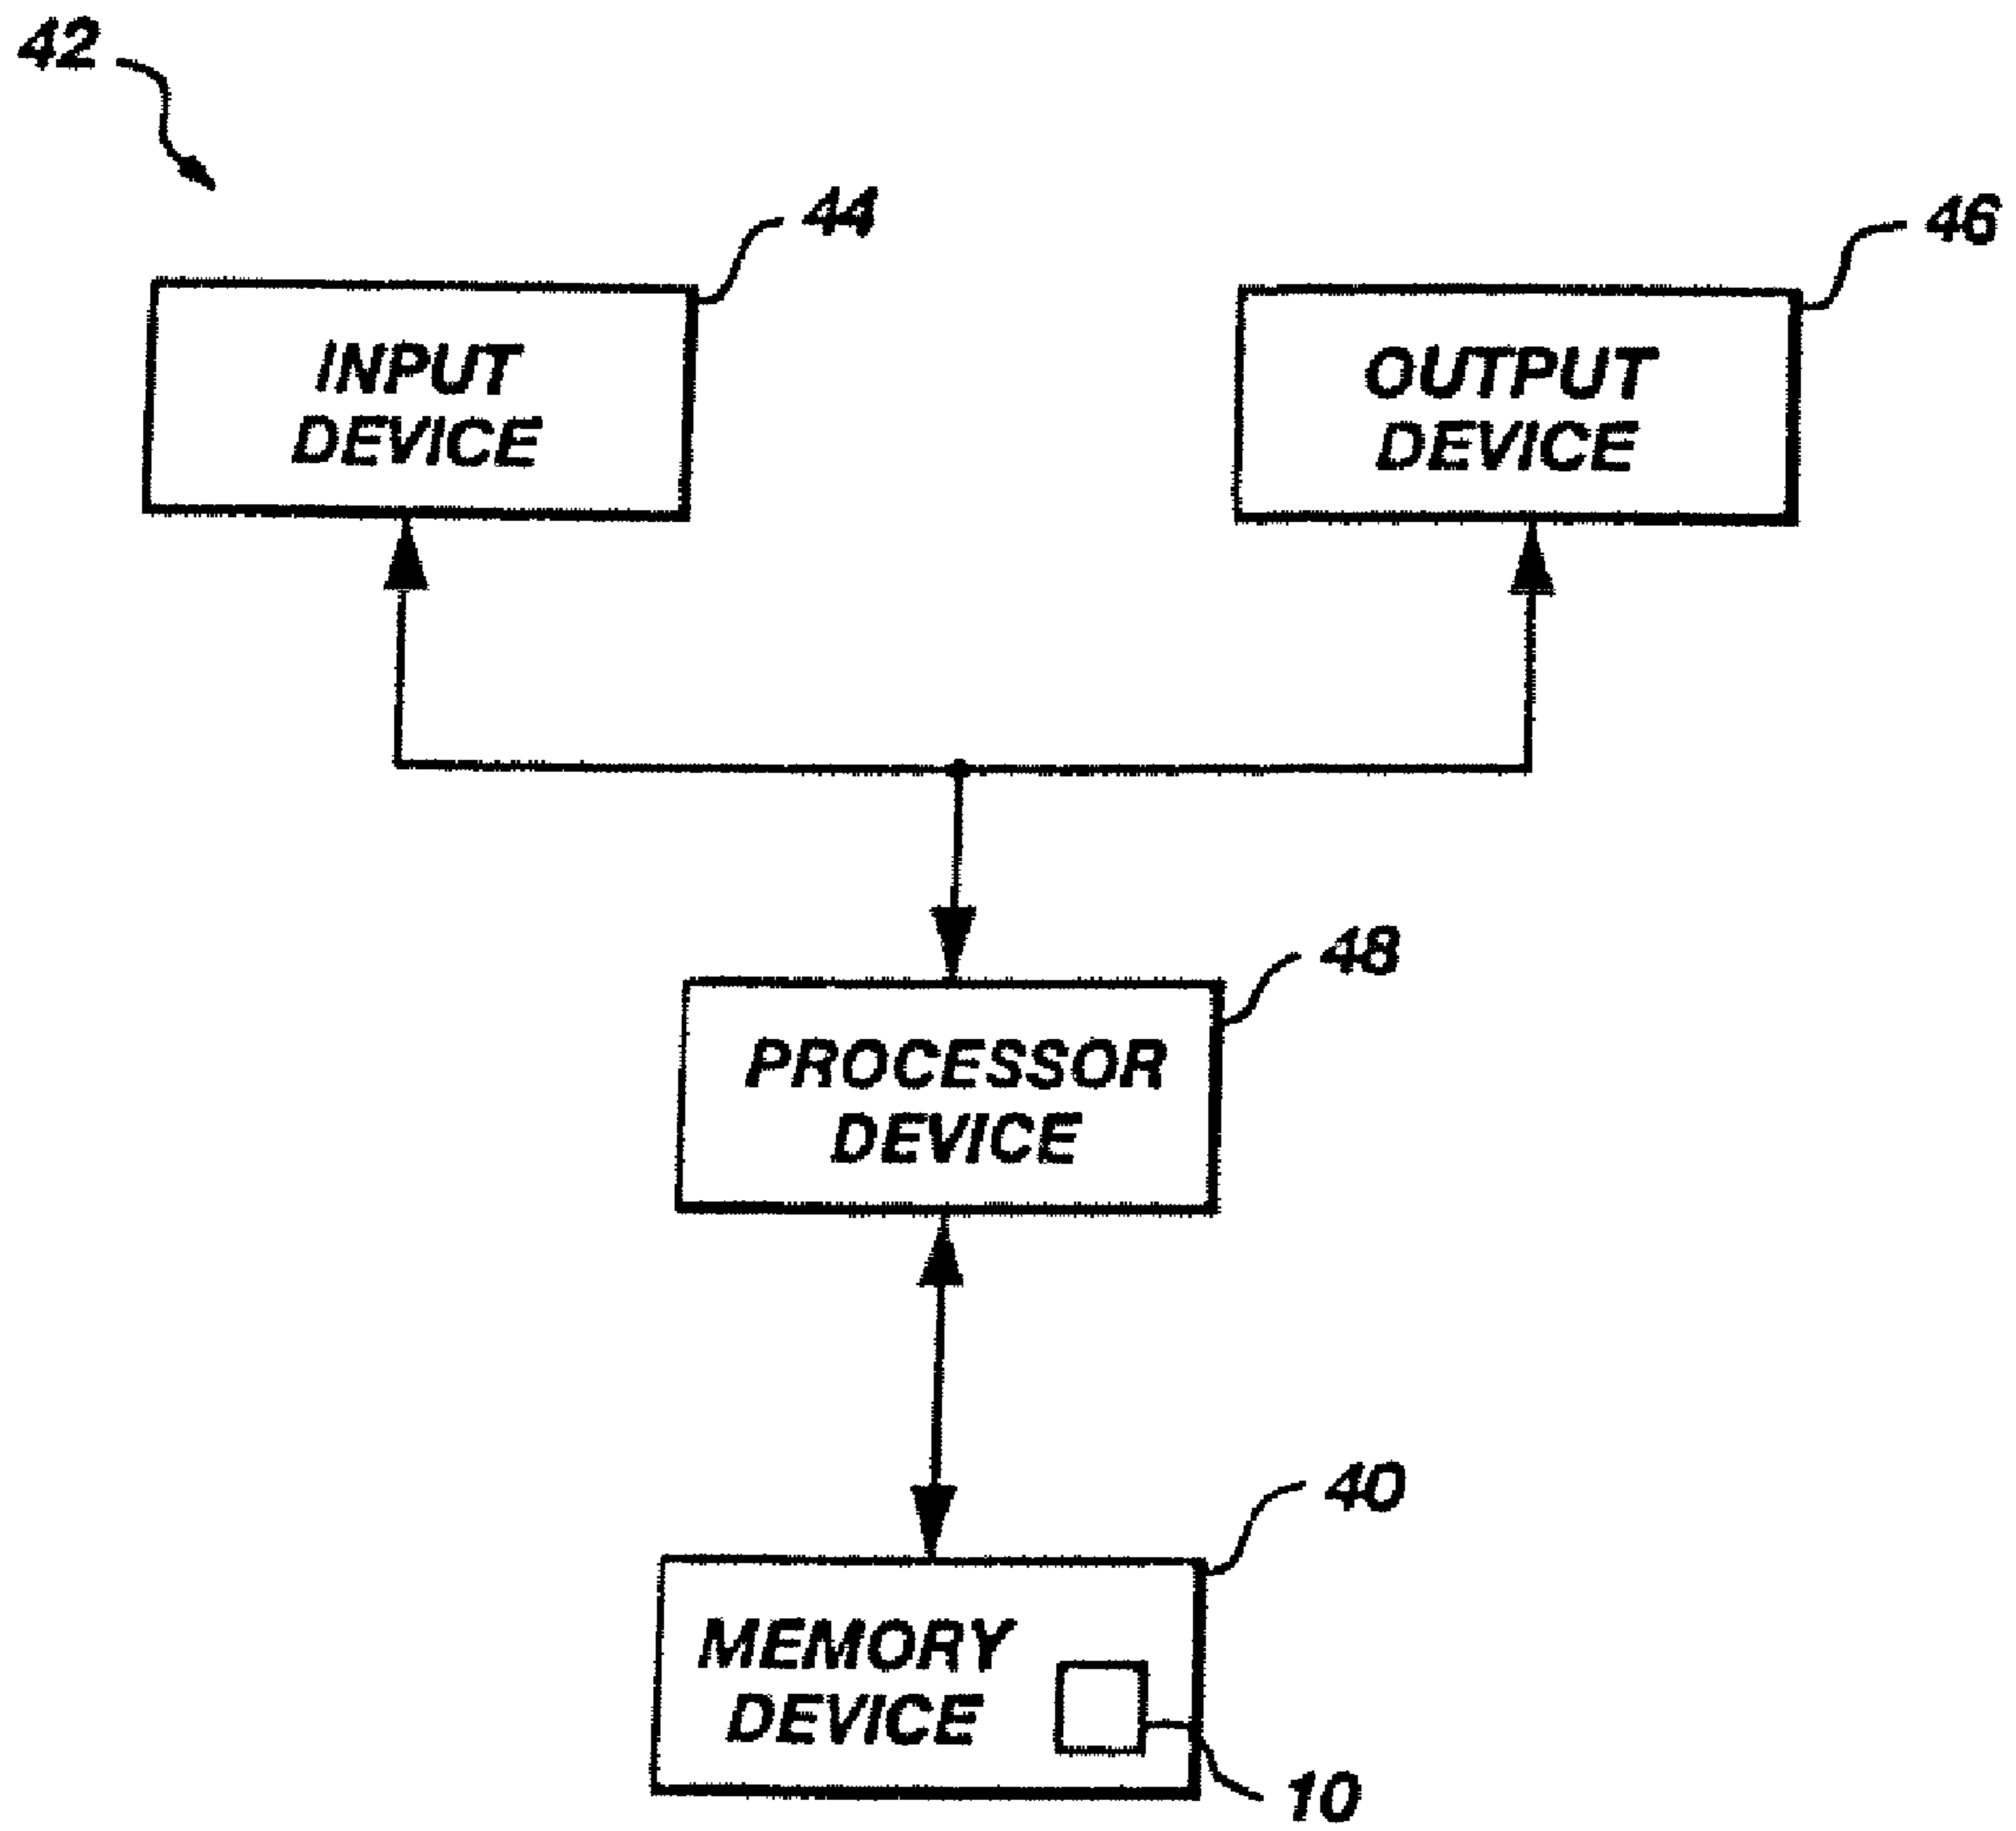 42
44
46
INPUT
DEVICE
OUTPUT
DEVICE
48
PROCESSOR
DEVICE
40
MEMORY
DEVICE
10